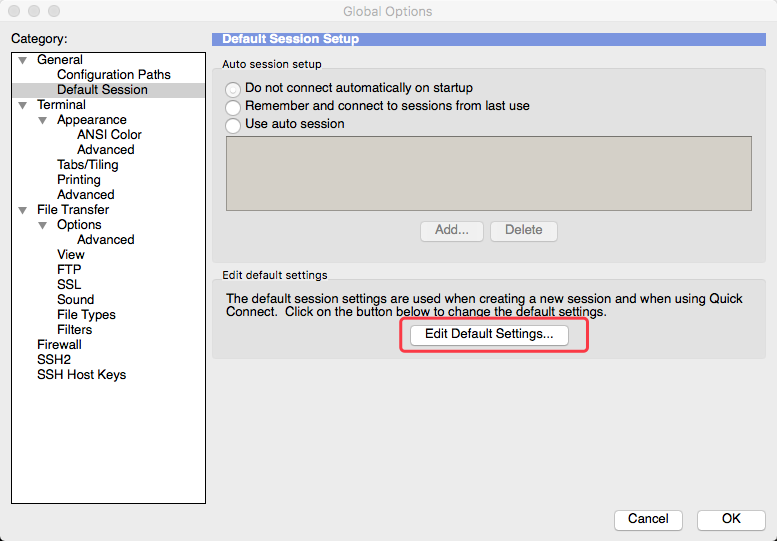 Global Options
Category:
General
Configuration Paths
Default Session
Terminal
Appearance
ANSI Color
Advanced
Tabs/Tiling
Printing
Advanced
File Transfer
Options
Advanced
View
FTP
SSL
Sound
File Types
Filters
Firewall
SSH2
SSH Host Keys
Default Session Setup
Auto session setup
Do not connect automatically on startup
Remember and connect to sessions from last use
Use auto session
Add... Delete
Edit default settings
The default session settings are used when creating a new session and when using Quick
Connect.  Click on the button below to change the default settings.
Edit Default Settings...
Cancel OK